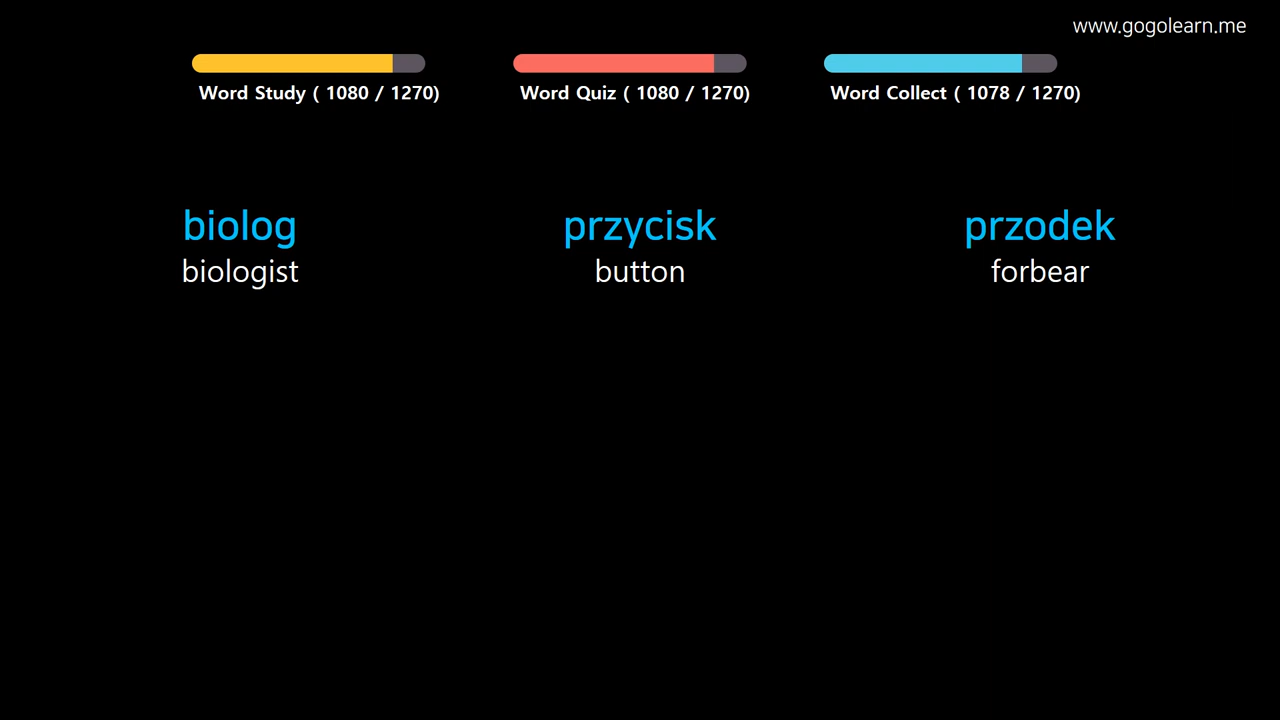 www.gogolearn.me
Word Study ( 1080 / 1270)
Word Quiz ( 1080 / 1270)
Word Collect ( 1078 / 1270)
biolog
biologist
przycisk
button
przodek
forbear